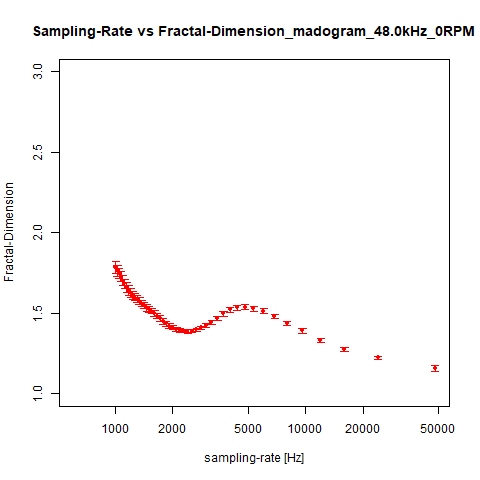 Sampling-Rate vs Fractal-Dimension_madogram_48.0kHz_0RPM
3.0
2.5
2.0
1.5
1.0
Fractal-Dimension
1000 2000 5000 10000 20000 50000
sampling-rate [Hz]